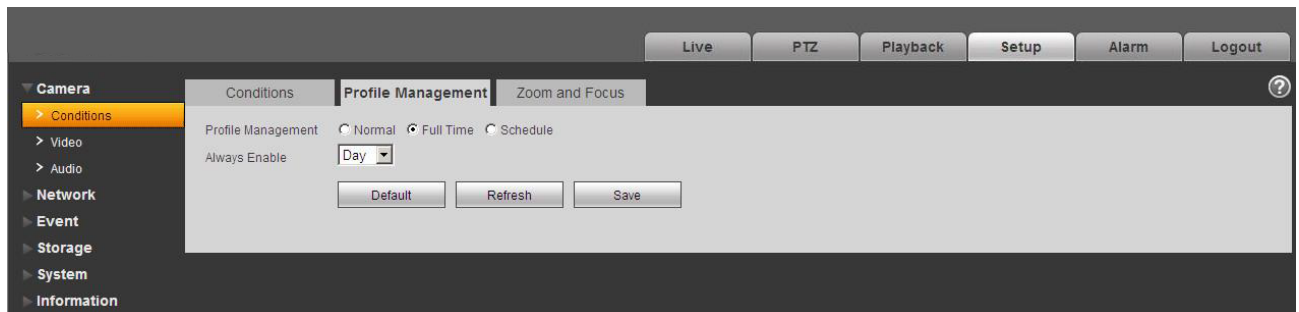 Live PTZ Playback Setup Alarm Logout
Camera
Conditions Profile Management Zoom and Focus ?
> Conditions
Profile Management Normal Full Time Schedule
> Video
Always Enable Day
> Audio
Network
Default Refresh Save
Event
Storage
System
Information